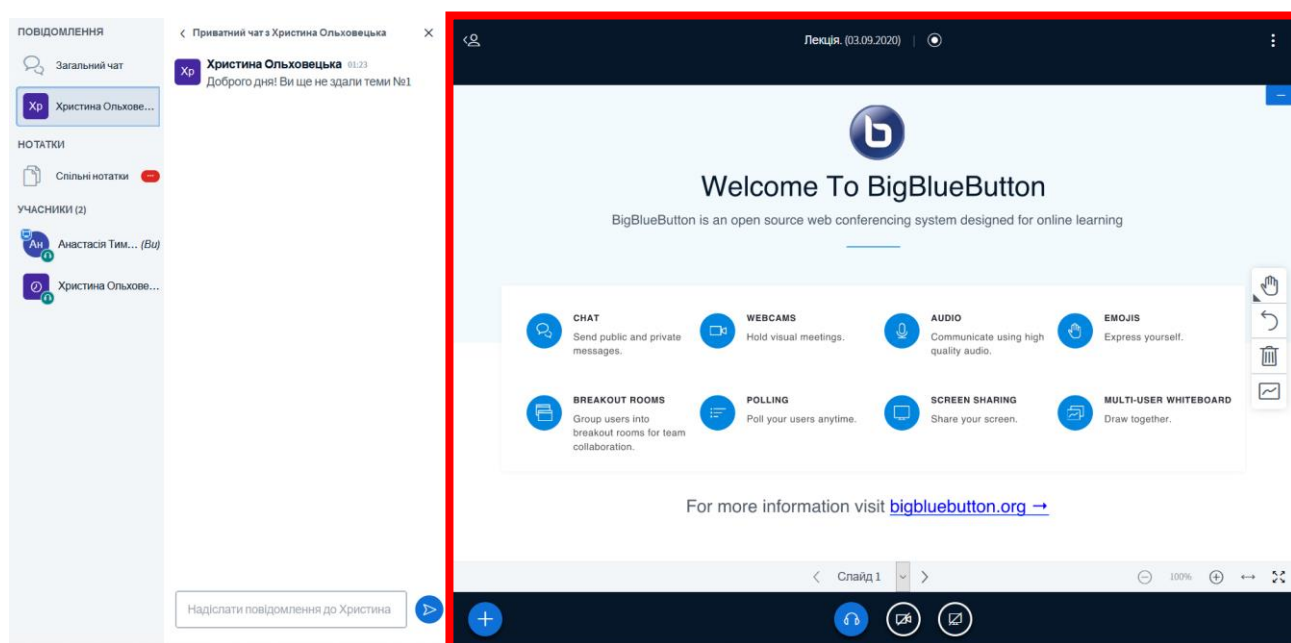 ПОВІДОМЛЕННЯ
Загальний чат
Хр Христина Ольхове...
НОТАТКИ
Спільні нотатки
УЧАСНИКИ (2)
Ан Анастасія Тим... (Ви)
Христина Ольхове...
Приватний чат з Христина Ольховецька
Хр Христина Ольховецька 01:23
Доброго дня! Ви ще не здали теми №1
Надіслати повідомлення до Христина
Лекція. (03.09.2020)
b
Welcome To BigBlueButton
BigBlueButton is an open source web conferencing system designed for online learning
CHAT
Send public and private
messages.
WEBCAMS
Hold visual meetings.
AUDIO
Communicate using high
quality audio.
EMOJIS
Express yourself.
BREAKOUT ROOMS
Group users into
breakout rooms for team
collaboration.
POLLING
Poll your users anytime.
SCREEN SHARING
Share your screen.
MULTI-USER WHITEBOARD
Draw together.
For more information visit bigbluebutton.org →
Слайд 1
100%